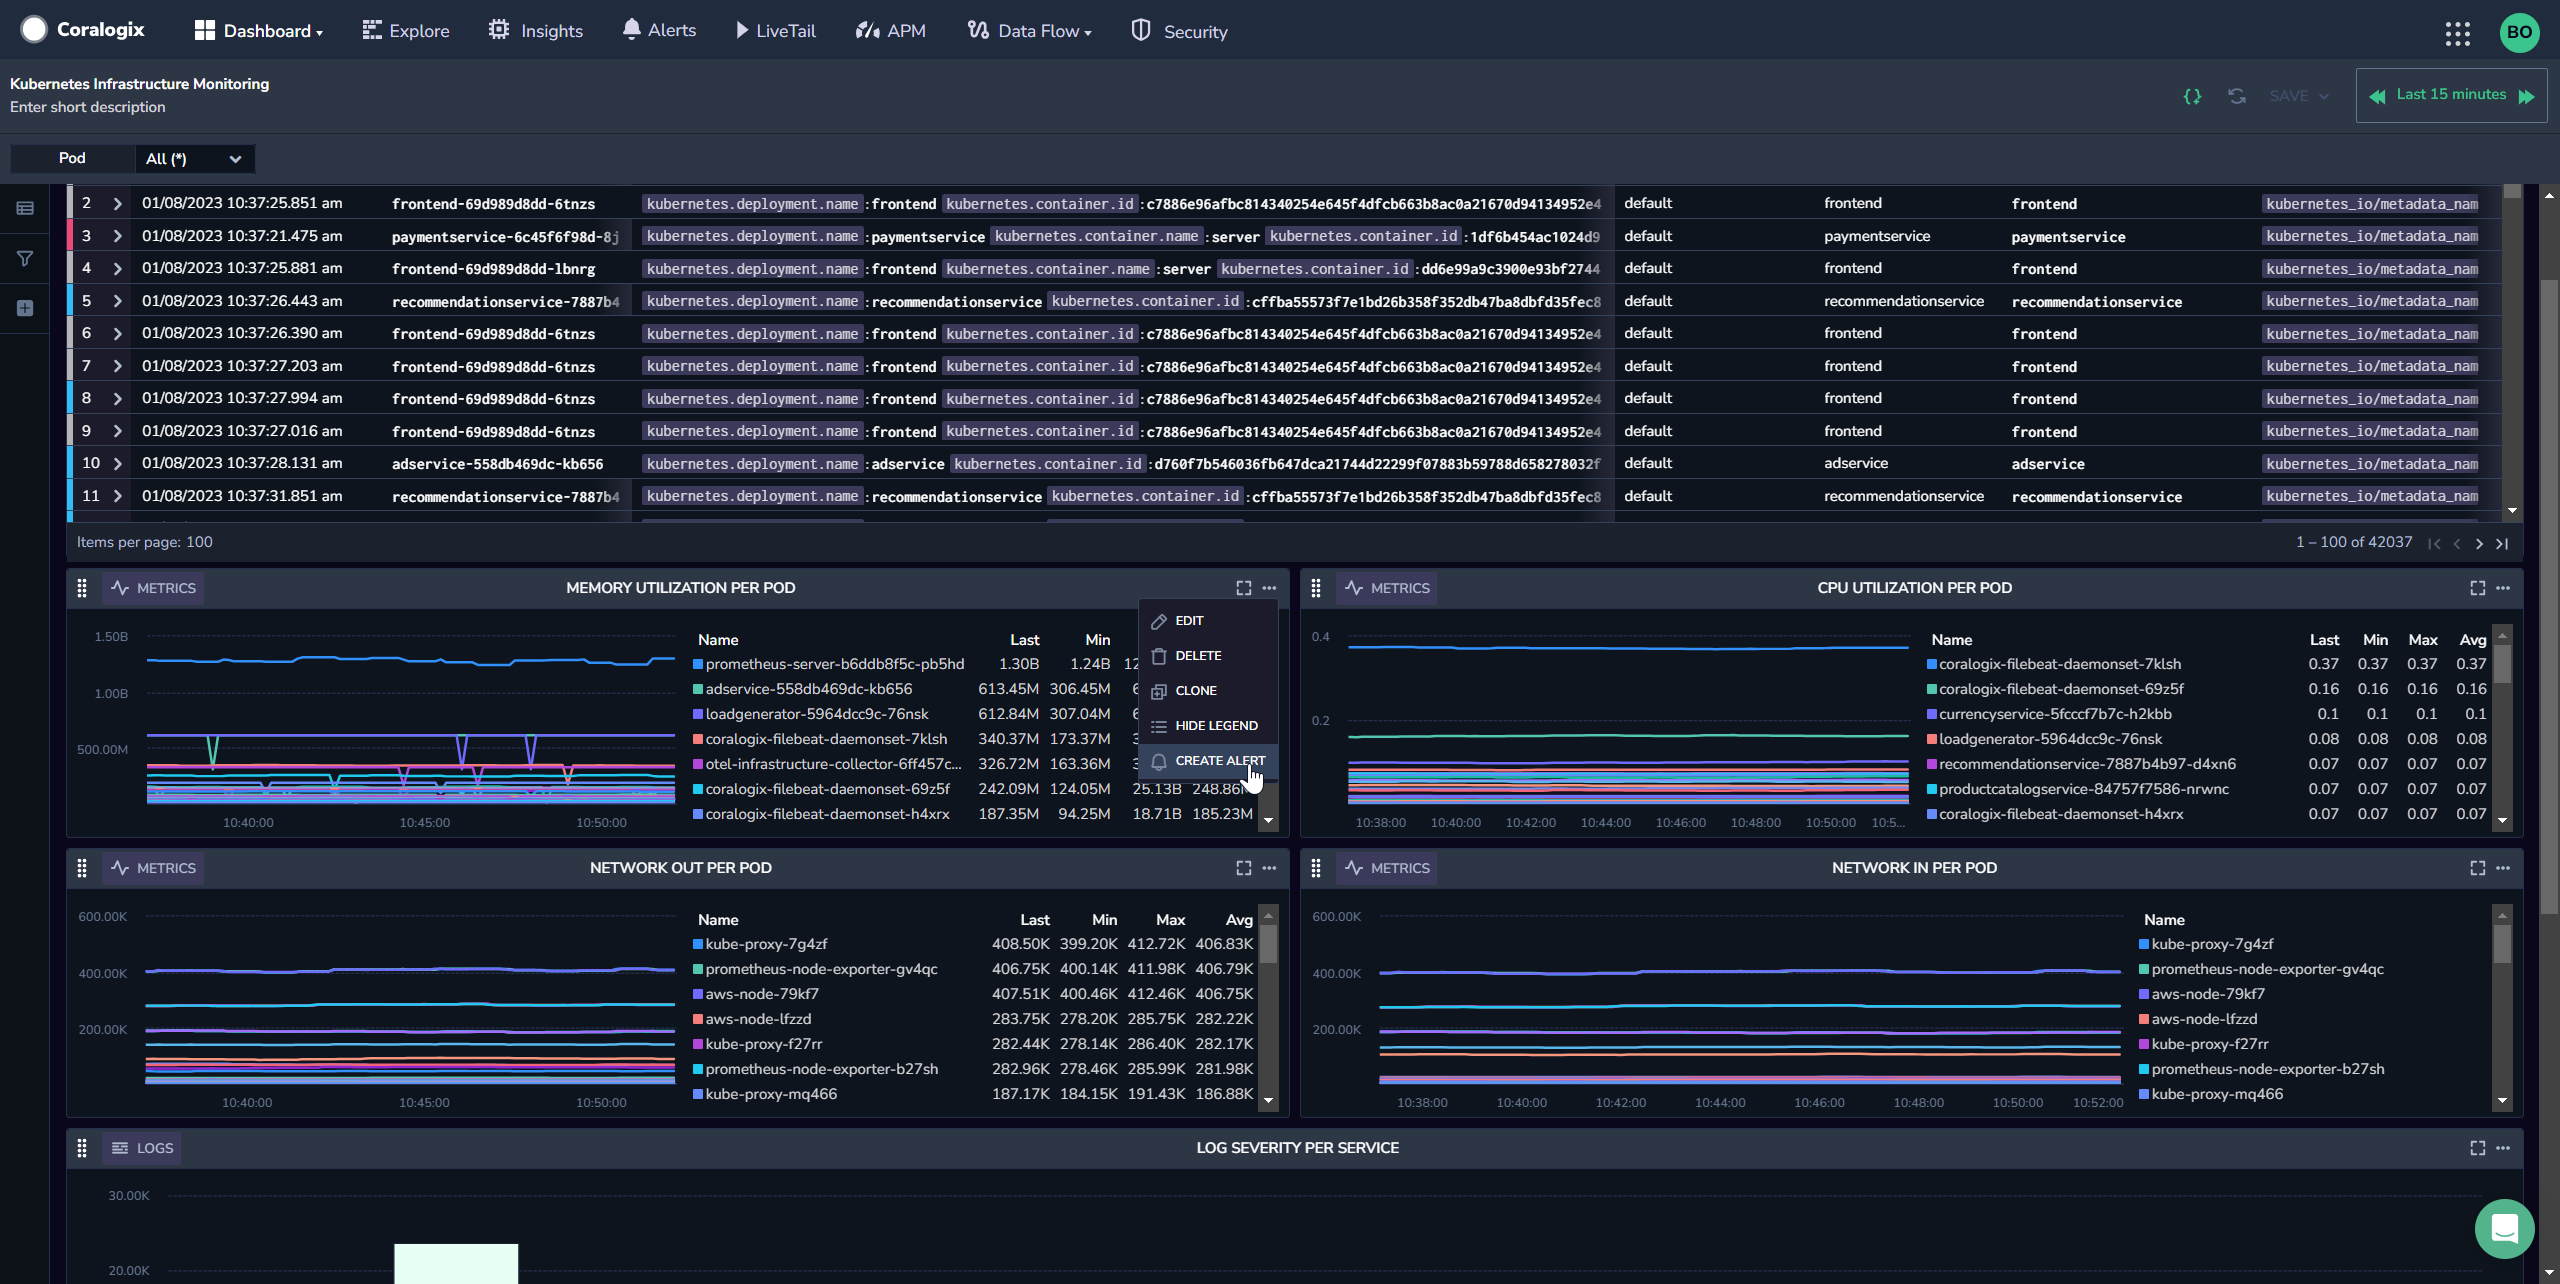 Coralogix Dashboard Explore Insights Alerts LiveTail APM Data Flow Security BO
Kubernetes Infrastructure Monitoring
Enter short description
SAVE Last 15 minutes
Pod All (*)
2 01/08/2023 10:37:25.851 am frontend-69d989d8dd-6tnzs kubernetes.deployment.name:frontend kubernetes.container.id:c7886e96afbc814340254e645f4dfcb663b8ac0a21670d94134952e4 default frontend frontend kubernetes_io/metadata_nam
3 01/08/2023 10:37:21.475 am paymentservice-6c45f6f98d-8j kubernetes.deployment.name:paymentservice kubernetes.container.name:server kubernetes.container.id:1df6b454ac1024d9 default paymentservice paymentservice kubernetes_io/metadata_nam
4 01/08/2023 10:37:25.881 am frontend-69d989d8dd-lbnrg kubernetes.deployment.name:frontend kubernetes.container.name:server kubernetes.container.id:dd6e99a9c3900e93bf2744 default frontend frontend kubernetes_io/metadata_nam
5 01/08/2023 10:37:26.443 am recommendationservice-7887b4 kubernetes.deployment.name:recommendationservice kubernetes.container.id:cffba55573f7e1bd26b358f352db47ba8dbfd35fec8 default recommendationservice recommendationservice kubernetes_io/metadata_nam
6 01/08/2023 10:37:26.390 am frontend-69d989d8dd-6tnzs kubernetes.deployment.name:frontend kubernetes.container.id:c7886e96afbc814340254e645f4dfcb663b8ac0a21670d94134952e4 default frontend frontend kubernetes_io/metadata_nam
7 01/08/2023 10:37:27.203 am frontend-69d989d8dd-6tnzs kubernetes.deployment.name:frontend kubernetes.container.id:c7886e96afbc814340254e645f4dfcb663b8ac0a21670d94134952e4 default frontend frontend kubernetes_io/metadata_nam
8 01/08/2023 10:37:27.994 am frontend-69d989d8dd-6tnzs kubernetes.deployment.name:frontend kubernetes.container.id:c7886e96afbc814340254e645f4dfcb663b8ac0a21670d94134952e4 default frontend frontend kubernetes_io/metadata_nam
9 01/08/2023 10:37:27.016 am frontend-69d989d8dd-6tnzs kubernetes.deployment.name:frontend kubernetes.container.id:c7886e96afbc814340254e645f4dfcb663b8ac0a21670d94134952e4 default frontend frontend kubernetes_io/metadata_nam
10 01/08/2023 10:37:28.131 am adservice-558db469dc-kb656 kubernetes.deployment.name:adservice kubernetes.container.id:d760f7b546036fb647dca21744d22299f07883b59788d658278032f default adservice adservice kubernetes_io/metadata_nam
11 01/08/2023 10:37:31.851 am recommendationservice-7887b4 kubernetes.deployment.name:recommendationservice kubernetes.container.id:cffba55573f7e1bd26b358f352db47ba8dbfd35fec8 default recommendationservice recommendationservice kubernetes_io/metadata_nam
Items per page: 100 1 – 100 of 42037
METRICS MEMORY UTILIZATION PER POD
1.50B
1.00B
500.00M
10:40:00 10:45:00 10:50:00
Name Last Min
prometheus-server-b6ddb8f5c-pb5hd 1.30B 1.24B 12
adservice-558db469dc-kb656 613.45M 306.45M
loadgenerator-5964dcc9c-76nsk 612.84M 307.04M
coralogix-filebeat-daemonset-7klsh 340.37M 173.37M
otel-infrastructure-collector-6ff457c... 326.72M 163.36M
coralogix-filebeat-daemonset-69z5f 242.09M 124.05M 25.13B 248.86M
coralogix-filebeat-daemonset-h4xrx 187.35M 94.25M 18.71B 185.23M
EDIT
DELETE
CLONE
HIDE LEGEND
CREATE ALERT
METRICS CPU UTILIZATION PER POD
0.4
0.2
10:38:00 10:40:00 10:42:00 10:44:00 10:46:00 10:48:00 10:50:00 10:5...
Name Last Min Max Avg
coralogix-filebeat-daemonset-7klsh 0.37 0.37 0.37 0.37
coralogix-filebeat-daemonset-69z5f 0.16 0.16 0.16 0.16
currencyservice-5fcccf7b7c-h2kbb 0.1 0.1 0.1 0.1
loadgenerator-5964dcc9c-76nsk 0.08 0.08 0.08 0.08
recommendationservice-7887b4b97-d4xn6 0.07 0.07 0.07 0.07
productcatalogservice-84757f7586-nrwnc 0.07 0.07 0.07 0.07
coralogix-filebeat-daemonset-h4xrx 0.07 0.07 0.07 0.07
METRICS NETWORK OUT PER POD
600.00K
400.00K
200.00K
10:40:00 10:45:00 10:50:00
Name Last Min Max Avg
kube-proxy-7g4zf 408.50K 399.20K 412.72K 406.83K
prometheus-node-exporter-gv4qc 406.75K 400.14K 411.98K 406.79K
aws-node-79kf7 407.51K 400.46K 412.46K 406.75K
aws-node-lfzzd 283.75K 278.20K 285.75K 282.22K
kube-proxy-f27rr 282.44K 278.14K 286.40K 282.17K
prometheus-node-exporter-b27sh 282.96K 278.46K 285.99K 281.98K
kube-proxy-mq466 187.17K 184.15K 191.43K 186.88K
METRICS NETWORK IN PER POD
600.00K
400.00K
200.00K
10:38:00 10:40:00 10:42:00 10:44:00 10:46:00 10:48:00 10:50:00 10:52:00
Name
kube-proxy-7g4zf
prometheus-node-exporter-gv4qc
aws-node-79kf7
aws-node-lfzzd
kube-proxy-f27rr
prometheus-node-exporter-b27sh
kube-proxy-mq466
LOGS LOG SEVERITY PER SERVICE
30.00K
20.00K